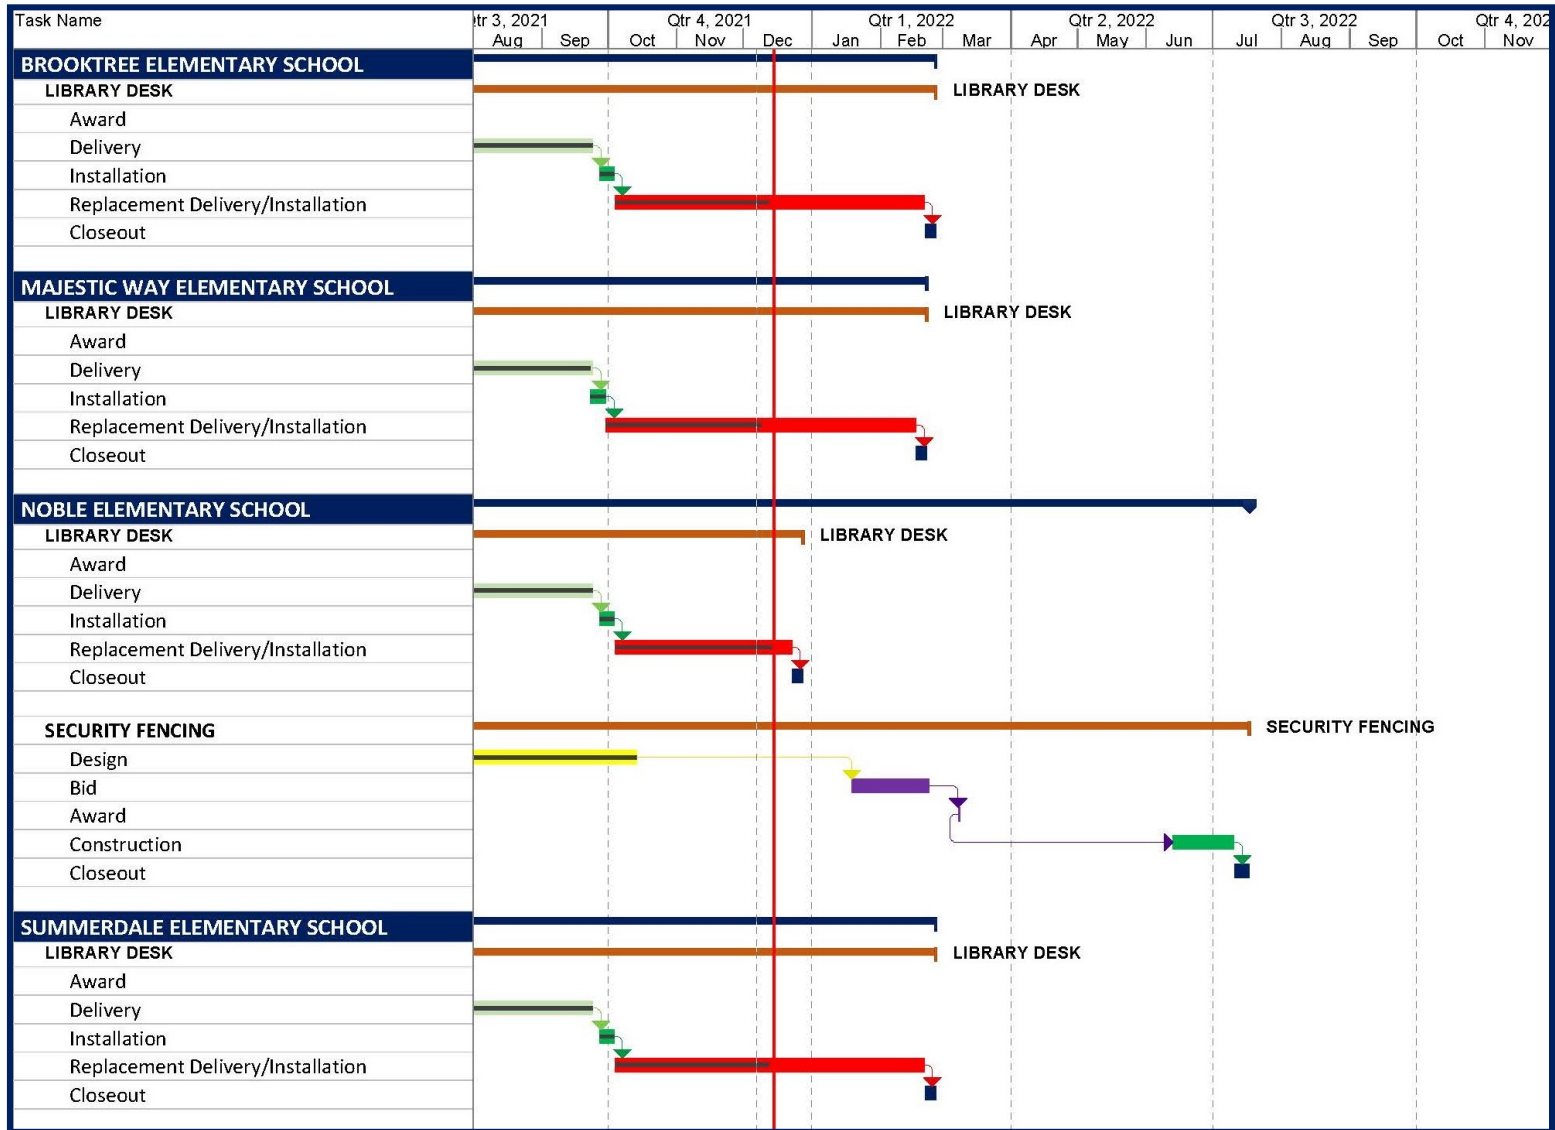 Task Name
tr 3, 2021 Qtr 4, 2021 Qtr 1, 2022 Qtr 2, 2022 Qtr 3, 2022 Qtr 4, 202
Aug Sep Oct Nov Dec Jan Feb Mar Apr May Jun Jul Aug Sep Oct Nov
BROOKTREE ELEMENTARY SCHOOL
LIBRARY DESK LIBRARY DESK
Award
Delivery
Installation
Replacement Delivery/Installation
Closeout
MAJESTIC WAY ELEMENTARY SCHOOL
LIBRARY DESK LIBRARY DESK
Award
Delivery
Installation
Replacement Delivery/Installation
Closeout
NOBLE ELEMENTARY SCHOOL
LIBRARY DESK LIBRARY DESK
Award
Delivery
Installation
Replacement Delivery/Installation
Closeout
SECURITY FENCING SECURITY FENCING
Design
Bid
Award
Construction
Closeout
SUMMERDALE ELEMENTARY SCHOOL
LIBRARY DESK LIBRARY DESK
Award
Delivery
Installation
Replacement Delivery/Installation
Closeout